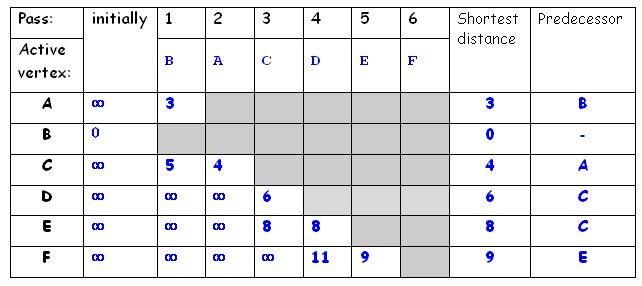 Pass: initially 1 2 3 4 5 6 Shortest distance Predecessor
Active vertex: B A C D E F
A ∞ 3 3 B
B 0 0 -
C ∞ 5 4 4 A
D ∞ ∞ ∞ 6 6 C
E ∞ ∞ ∞ 8 8 8 C
F ∞ ∞ ∞ ∞ 11 9 9 E